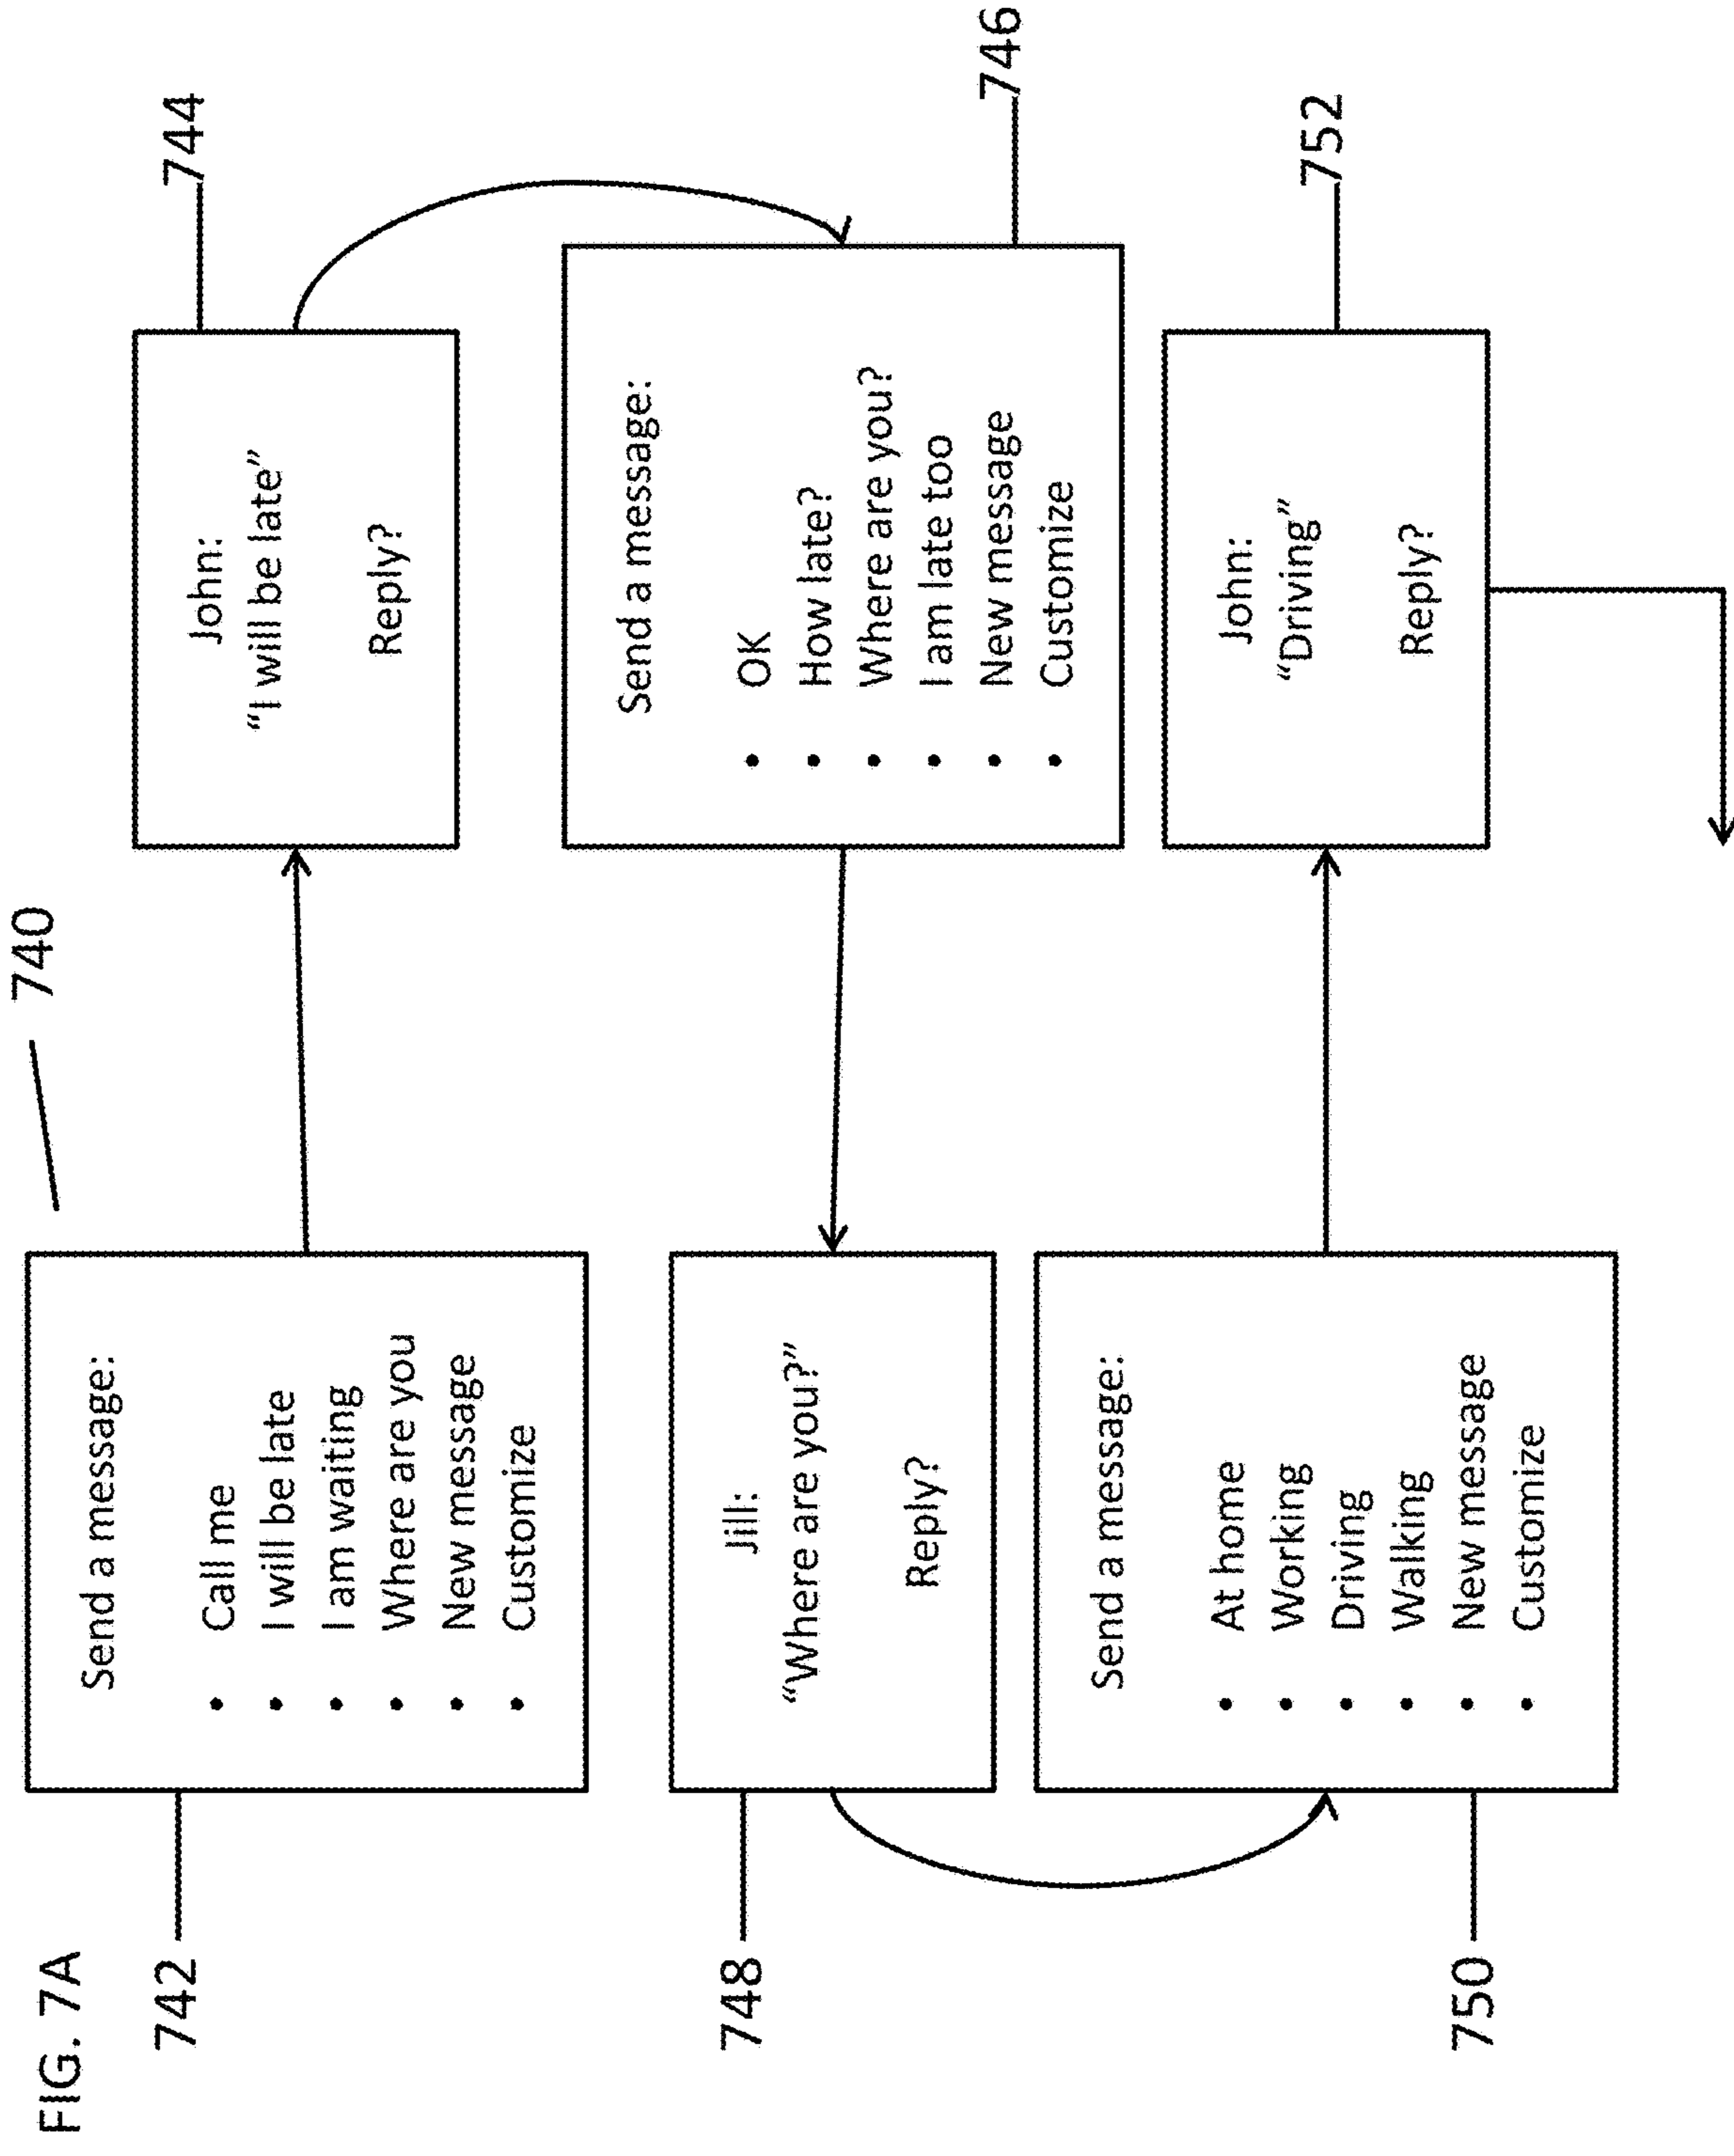 FIG. 7A
740
742
Send a message:
• Call me
• I will be late
• I am waiting
• Where are you
• New message
• Customize
744
John:
“I will be late”
Reply?
746
Send a message:
• OK
• How late?
• Where are you?
• I am late too
• New message
• Customize
748
Jill:
“Where are you?”
Reply?
750
Send a message:
• At home
• Working
• Driving
• Walking
• New message
• Customize
752
John:
“Driving”
Reply?